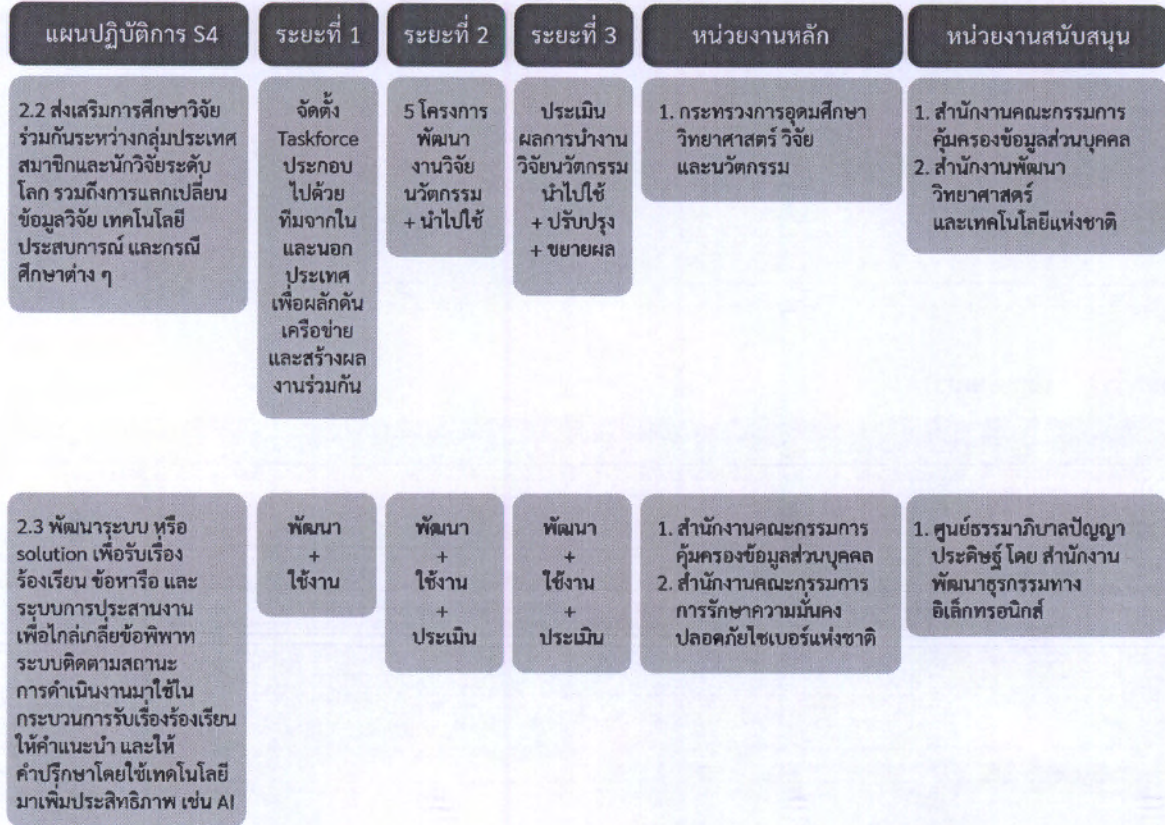 แผนปฏิบัติการ S4
ระยะที่ 1
ระยะที่ 2
ระยะที่ 3
หน่วยงานหลัก
หน่วยงานสนับสนุน
2.2 ส่งเสริมการศึกษาวิจัย
ร่วมกันระหว่างกลุ่มประเทศ
สมาชิกและนักวิจัยระดับ
โลก รวมถึงการแลกเปลี่ยน
ข้อมูลวิจัย เทคโนโลยี
ประสบการณ์ และกรณี
ศึกษาต่าง ๆ
จัดตั้ง
Taskforce
ประกอบ
ไปด้วย
ทีมจากใน
และนอก
ประเทศ
เพื่อผลักดัน
เครือข่าย
และสร้างผล
งานร่วมกัน
5 โครงการ
พัฒนา
งานวิจัย
นวัตกรรม
+ นำไปใช้
ประเมิน
ผลการนำงาน
วิจัยนวัตกรรม
นำไปใช้
+ ปรับปรุง
+ ขยายผล
1. กระทรวงการอุดมศึกษา
วิทยาศาสตร์ วิจัย
และนวัตกรรม
1. สำนักงานคณะกรรมการ
คุ้มครองข้อมูลส่วนบุคคล
2. สำนักงานพัฒนา
วิทยาศาสตร์
และเทคโนโลยีแห่งชาติ
2.3 พัฒนาระบบ หรือ
solution เพื่อรับเรื่อง
ร้องเรียน ข้อหารือ และ
ระบบการประสานงาน
เพื่อไกล่เกลี่ยข้อพิพาท
ระบบติดตามสถานะ
การดำเนินงานมาใช้ใน
กระบวนการรับเรื่องร้องเรียน
ให้คำแนะนำ และให้
คำปรึกษาโดยใช้เทคโนโลยี
มาเพิ่มประสิทธิภาพ เช่น AI
พัฒนา
+
ใช้งาน
พัฒนา
+
ใช้งาน
+
ประเมิน
พัฒนา
+
ใช้งาน
+
ประเมิน
1. สำนักงานคณะกรรมการ
คุ้มครองข้อมูลส่วนบุคคล
2. สำนักงานคณะกรรมการ
การรักษาความมั่นคง
ปลอดภัยไซเบอร์แห่งชาติ
1. ศูนย์ธรรมาภิบาลปัญญา
ประดิษฐ์ โดย สำนักงาน
พัฒนาธุรกรรมทาง
อิเล็กทรอนิกส์